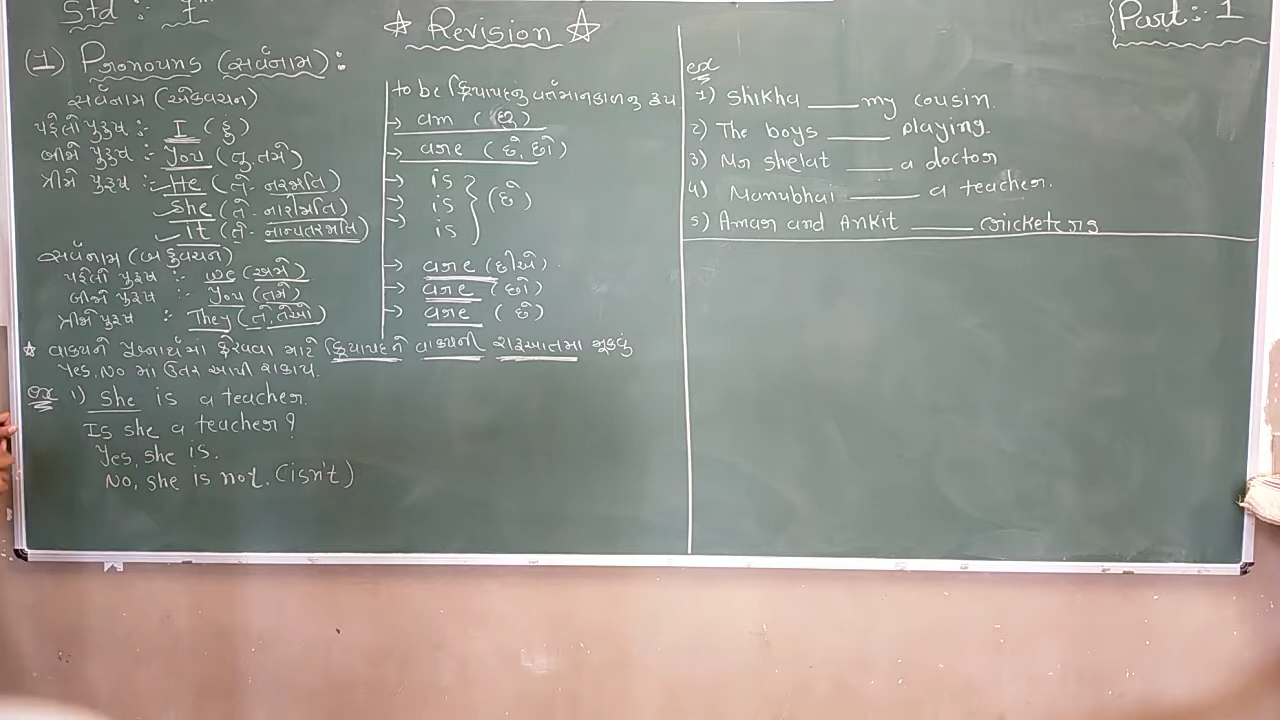 Std :
☆ Revision ☆
Part : 1
(1) Pronouns (સર્વનામ) :
સર્વનામ (એકવચન)
to be ક્રિયાપદનું વર્તમાનકાળનું રૂપ
પહેલો પુરુષ :- I (હું)
→ am (છું)
બીજો પુરુષ :- You (તુ, તમે)
→ are (છે, છો)
ત્રીજો પુરુષ :- He (તે - નરજાતિ)
→ is
She (તે - નારીજાતિ)
→ is } (છે)
It (તે - નાન્યતરજાતિ)
→ is
સર્વનામ (બહુવચન)
પહેલો પુરુષ :- we (અમે)
→ are (છીએ).
બીજો પુરુષ :- You (તમે)
→ are (છો)
ત્રીજો પુરુષ : They (તે, તેઓ)
→ are (છે)
☆ વાક્યને પ્રશ્નાર્થમાં ફેરવવા માટે ક્રિયાપદને વાક્યની શરૂઆતમા મૂકવું
Yes, No મા ઉતર આપી શકાય.
ex 1) She is a teacher.
Is she a teacher?
Yes, she is.
No, she is not. (isn't)
ex
1) Shikha ____ my cousin.
2) The boys ____ playing.
3) Mr shelat ____ a doctor
4) Manubhai ____ a teacher.
5) Amar and Ankit ____ cricketers